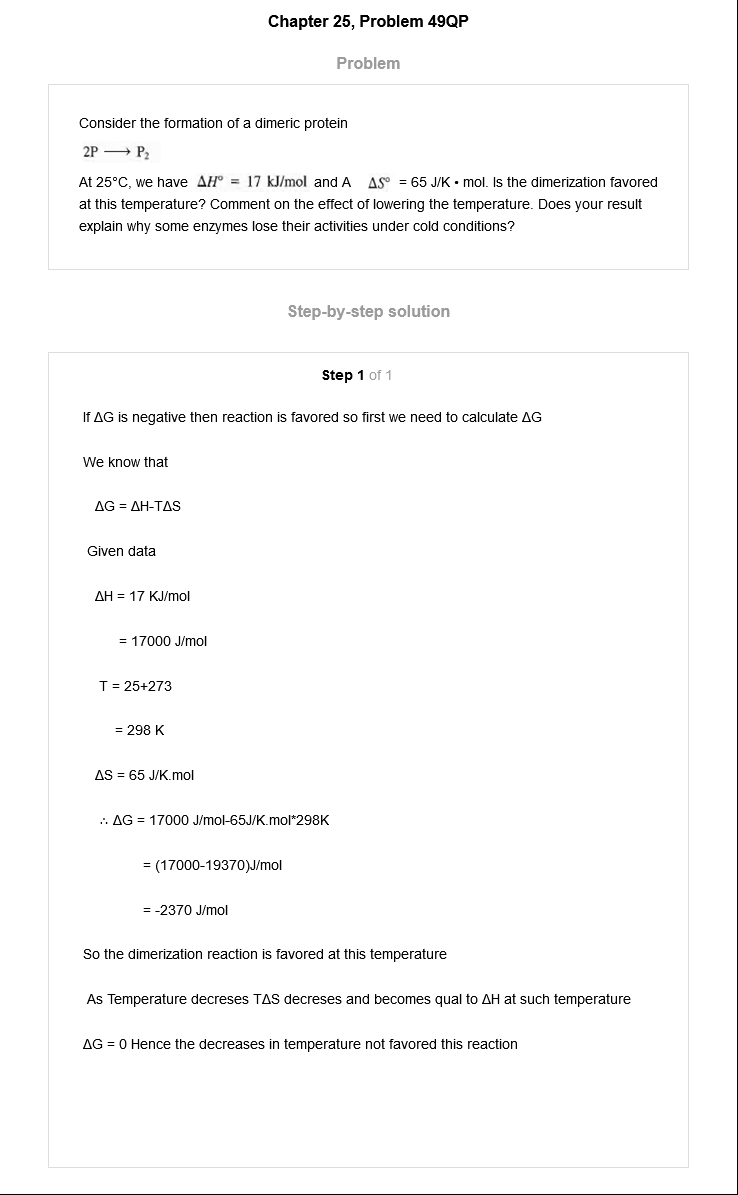 Chapter 25, Problem 49QP
Problem
Consider the formation of a dimeric protein
2P ⟶ P₂
At 25°C, we have ΔH° = 17 kJ/mol and A ΔS° = 65 J/K • mol. Is the dimerization favored
at this temperature? Comment on the effect of lowering the temperature. Does your result
explain why some enzymes lose their activities under cold conditions?
Step-by-step solution
Step 1 of 1
If ΔG is negative then reaction is favored so first we need to calculate ΔG
We know that
ΔG = ΔH-TΔS
Given data
ΔH = 17 KJ/mol
= 17000 J/mol
T = 25+273
= 298 K
ΔS = 65 J/K.mol
∴ ΔG = 17000 J/mol-65J/K.mol*298K
= (17000-19370)J/mol
= -2370 J/mol
So the dimerization reaction is favored at this temperature
As Temperature decreses TΔS decreses and becomes qual to ΔH at such temperature
ΔG = 0 Hence the decreases in temperature not favored this reaction